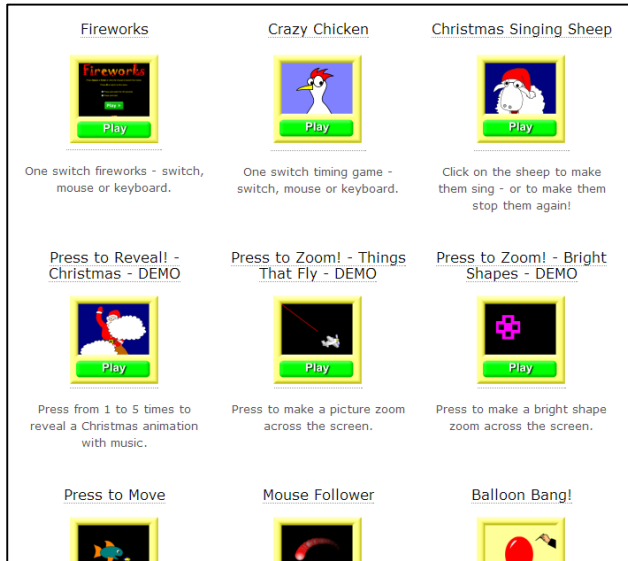 Fireworks
Crazy Chicken
Christmas Singing Sheep
Fireworks
Play
Play
Play
Play
One switch fireworks - switch,
mouse or keyboard.
One switch timing game -
switch, mouse or keyboard.
Click on the sheep to make
them sing - or to make them
stop them again!
Press to Reveal! -
Christmas - DEMO
Press to Zoom! - Things
That Fly - DEMO
Press to Zoom! - Bright
Shapes - DEMO
Play
Play
Play
Press from 1 to 5 times to
reveal a Christmas animation
with music.
Press to make a picture zoom
across the screen.
Press to make a bright shape
zoom across the screen.
Press to Move
Mouse Follower
Balloon Bang!